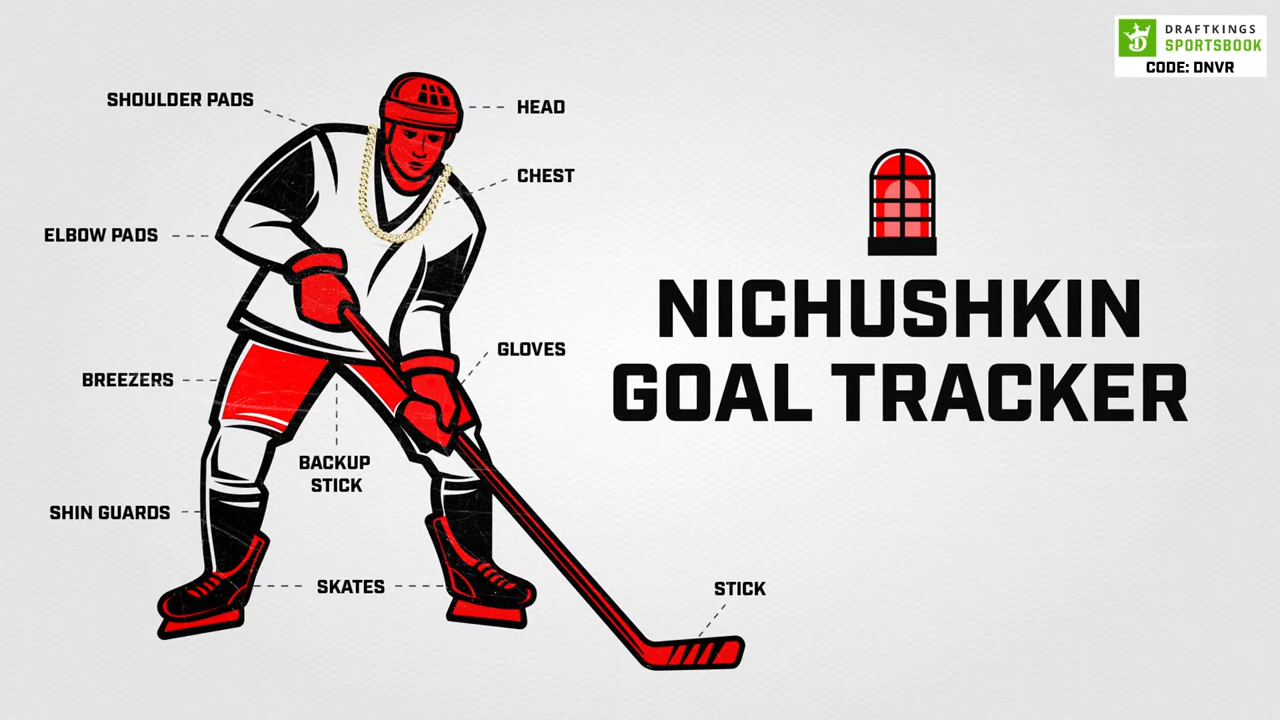 DRAFTKINGS
SPORTSBOOK
CODE: DNVR
SHOULDER PADS
HEAD
CHEST
ELBOW PADS
NICHUSHKIN
GOAL TRACKER
GLOVES
BREEZERS
BACKUP
STICK
SHIN GUARDS
SKATES
STICK